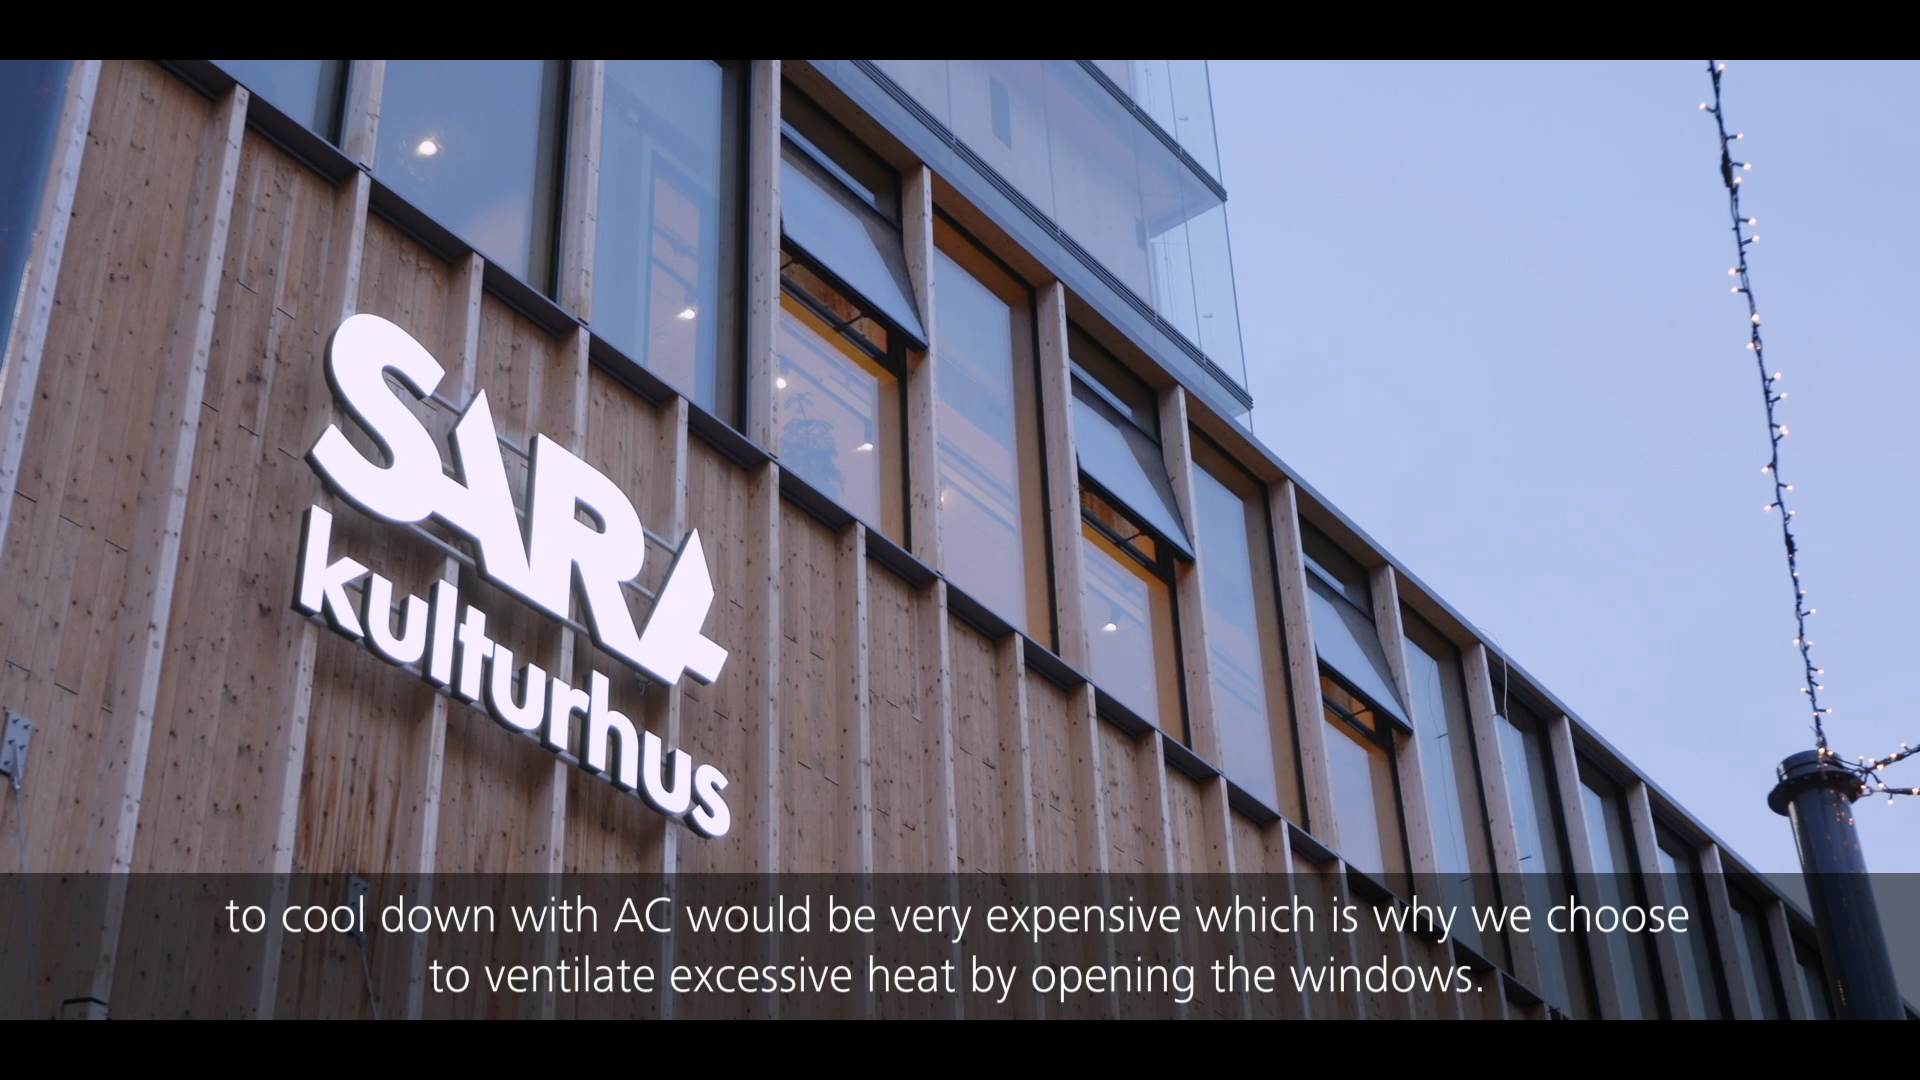 SARA
kulturhus
to cool down with AC would be very expensive which is why we choose
to ventilate excessive heat by opening the windows.